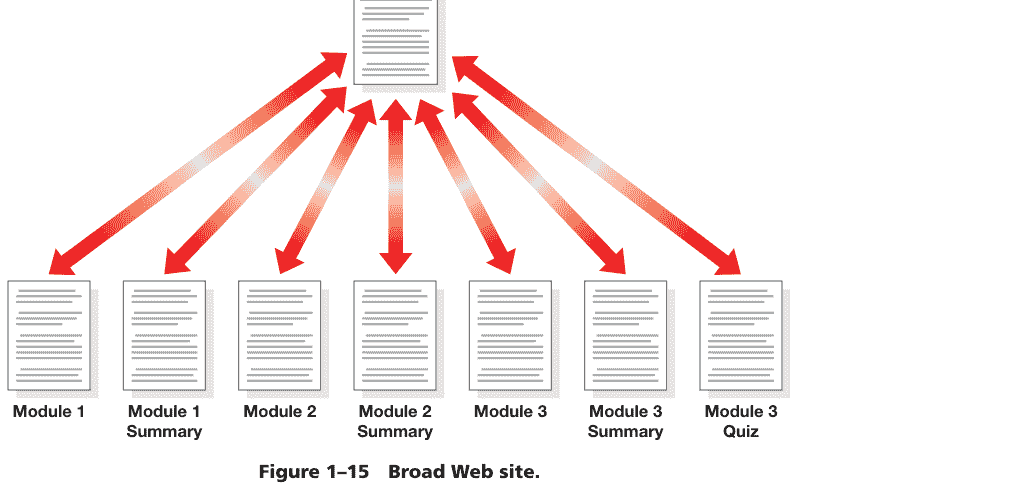 Module 1
Module 1
Summary
Module 2
Module 2
Summary
Module 3
Module 3
Summary
Module 3
Quiz
Figure 1–15 Broad Web site.